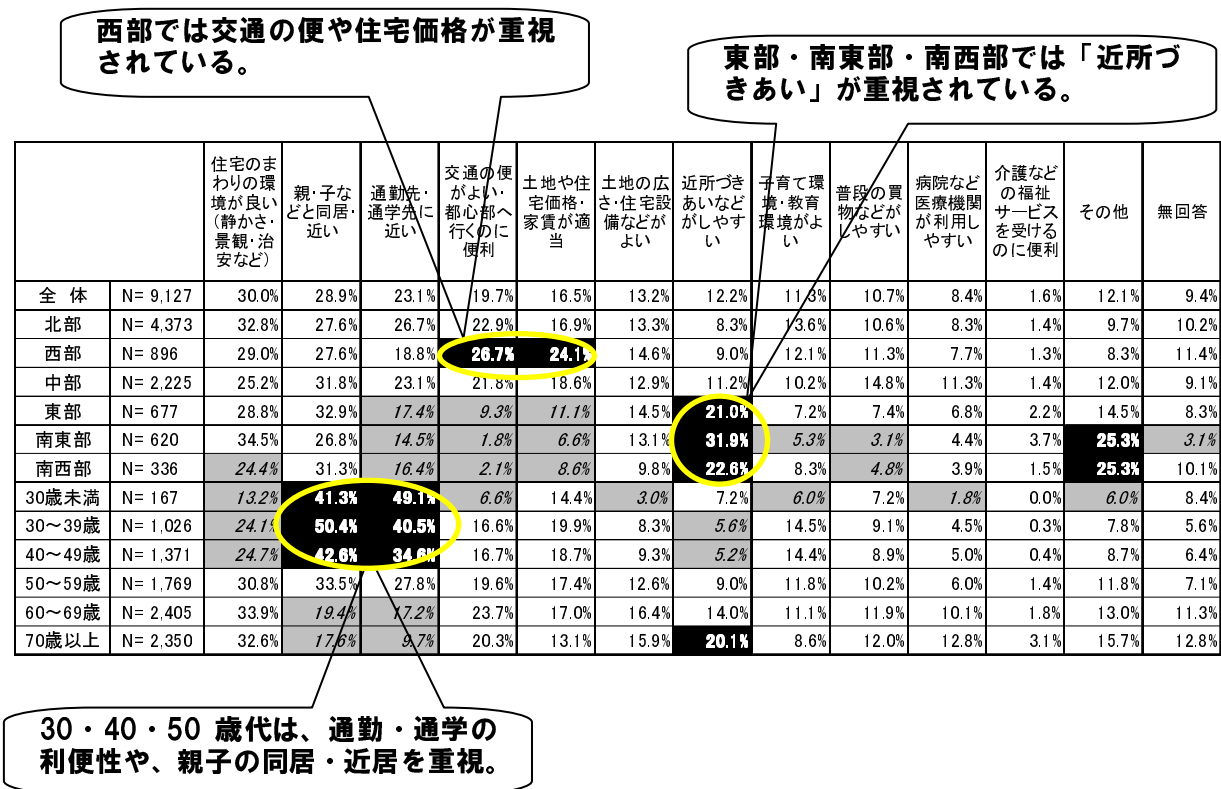 西部では交通の便や住宅価格が重視
されている。
東部・南東部・南西部では「近所づ
きあい」が重視されている。
住宅のま
わりの環
境が良い
(静かさ・
景観・治
安など)
親・子な
どと同居・
近い
通勤先・
通学先に
近い
交通の便
がよい・
都心部へ
行くのに
便利
土地や住
宅価格・
家賃が適
当
土地の広
さ・住宅設
備などが
よい
近所づき
あいなど
がしやす
い
子育て環
境・教育
環境がよ
い
普段の買
物などが
しやすい
病院など
医療機関
が利用し
やすい
介護など
の福祉
サービス
を受ける
のに便利
その他
無回答
全 体 N= 9,127 30.0% 28.9% 23.1% 19.7% 16.5% 13.2% 12.2% 11.3% 10.7% 8.4% 1.6% 12.1% 9.4%
北部 N= 4,373 32.8% 27.6% 26.7% 22.9% 16.9% 13.3% 8.3% 13.6% 10.6% 8.3% 1.4% 9.7% 10.2%
西部 N= 896 29.0% 27.6% 18.8% 26.7% 24.1% 14.6% 9.0% 12.1% 11.3% 7.7% 1.3% 8.3% 11.4%
中部 N= 2,225 25.2% 31.8% 23.1% 21.8% 18.6% 12.9% 11.2% 10.2% 14.8% 11.3% 1.4% 12.0% 9.1%
東部 N= 677 28.8% 32.9% 17.4% 9.3% 11.1% 14.5% 21.0% 7.2% 7.4% 6.8% 2.2% 14.5% 8.3%
南東部 N= 620 34.5% 26.8% 14.5% 1.8% 6.6% 13.1% 31.9% 5.3% 3.1% 4.4% 3.7% 25.3% 3.1%
南西部 N= 336 24.4% 31.3% 16.4% 2.1% 8.6% 9.8% 22.6% 8.3% 4.8% 3.9% 1.5% 25.3% 10.1%
30歳未満 N= 167 13.2% 41.3% 49.1% 6.6% 14.4% 3.0% 7.2% 6.0% 7.2% 1.8% 0.0% 6.0% 8.4%
30～39歳 N= 1,026 24.1% 50.4% 40.5% 16.6% 19.9% 8.3% 5.6% 14.5% 9.1% 4.5% 0.3% 7.8% 5.6%
40～49歳 N= 1,371 24.7% 42.6% 34.6% 16.7% 18.7% 9.3% 5.2% 14.4% 8.9% 5.0% 0.4% 8.7% 6.4%
50～59歳 N= 1,769 30.8% 33.5% 27.8% 19.6% 17.4% 12.6% 9.0% 11.8% 10.2% 6.0% 1.4% 11.8% 7.1%
60～69歳 N= 2,405 33.9% 19.4% 17.2% 23.7% 17.0% 16.4% 14.0% 11.1% 11.9% 10.1% 1.8% 13.0% 11.3%
70歳以上 N= 2,350 32.6% 17.6% 9.7% 20.3% 13.1% 15.9% 20.1% 8.6% 12.0% 12.8% 3.1% 15.7% 12.8%
30・40・50 歳代は、通勤・通学の
利便性や、親子の同居・近居を重視。